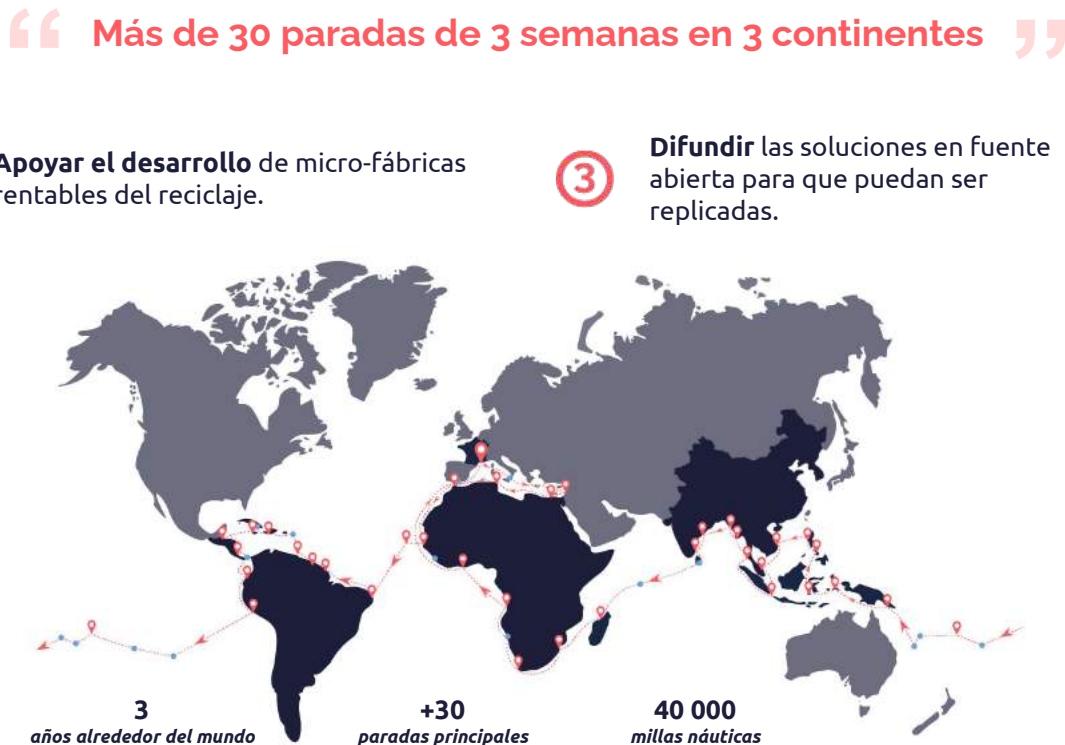 “ Más de 30 paradas de 3 semanas en 3 continentes ”
Apoyar el desarrollo de micro-fábricas
rentables del reciclaje.
3
Difundir las soluciones en fuente
abierta para que puedan ser
replicadas.
3
años alrededor del mundo
+30
paradas principales
40 000
millas náuticas